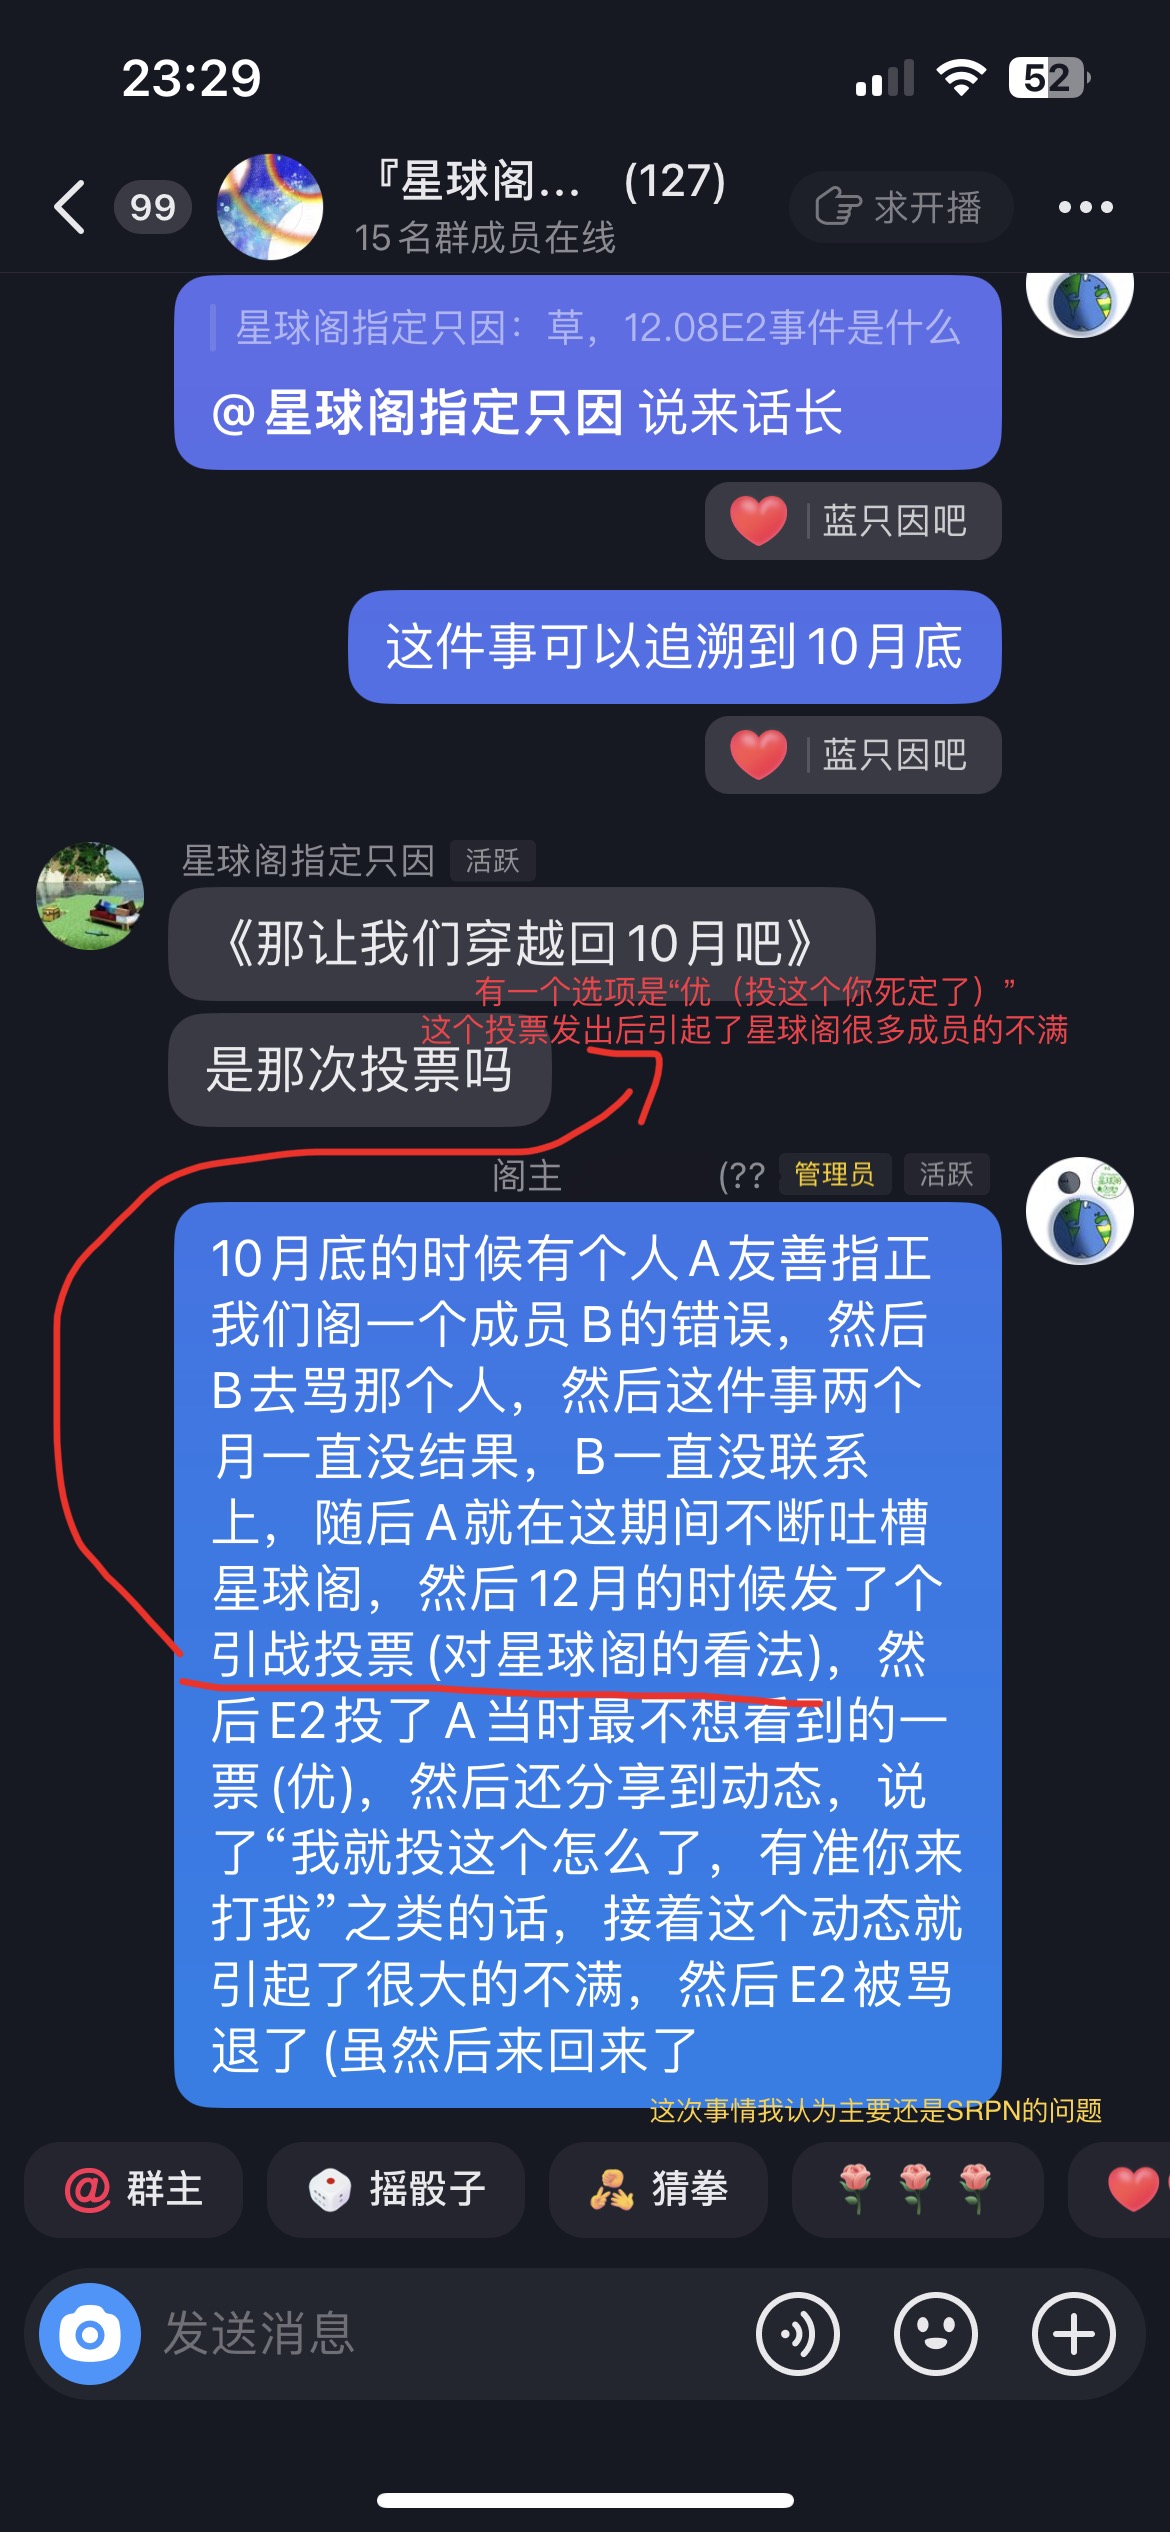 23:29
52
99
『星球阁... (127)
15名群成员在线
求开播
星球阁指定只因：草，12.08E2事件是什么
@星球阁指定只因 说来话长
蓝只因吧
这件事可以追溯到10月底
蓝只因吧
星球阁指定只因 活跃
《那让我们穿越回10月吧》
有一个选项是“优（投这个你死定了）”
这个投票发出后引起了星球阁很多成员的不满
是那次投票吗
阁主 (?? 管理员 活跃
10月底的时候有个人A友善指正
我们阁一个成员B的错误，然后
B去骂那个人，然后这件事两个
月一直没结果，B一直没联系
上，随后A就在这期间不断吐槽
星球阁，然后12月的时候发了个
引战投票(对星球阁的看法)，然
后E2投了A当时最不想看到的一
票(优)，然后还分享到动态，说
了“我就投这个怎么了，有准你来
打我”之类的话，接着这个动态就
引起了很大的不满，然后E2被骂
退了(虽然后来回来了
这次事情我认为主要还是SRPN的问题
@ 群主
摇骰子
猜拳
发送消息